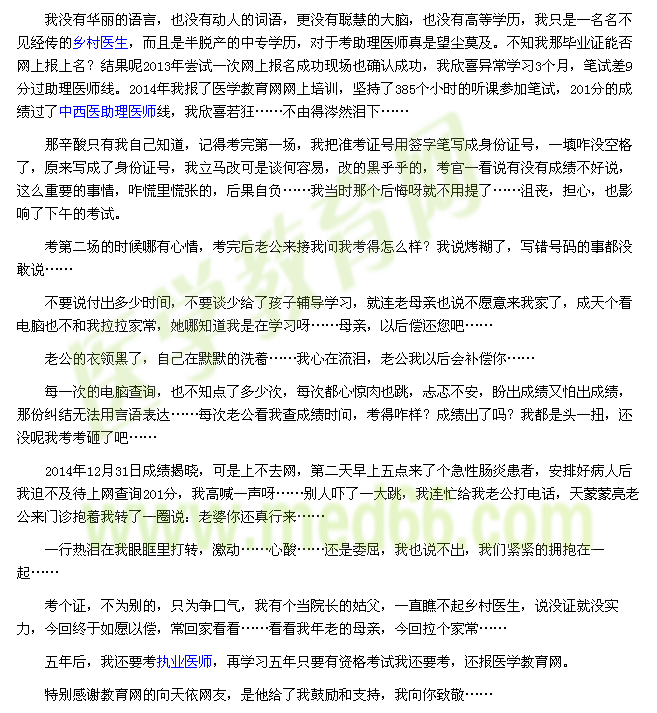 我没有华丽的语言，也没有动人的词语，更没有聪慧的大脑，也没有高等学历，我只是一名名不
见经传的乡村医生，而且是半脱产的中专学历，对于考助理医师真是望尘莫及。不知我那毕业证能否
网上报上名？结果呢2013年尝试一次网上报名成功现场也确认成功，我欣喜异常学习3个月，笔试差9
分过助理医师线。2014年我报了医学教育网网上培训，坚持了385个小时的听课参加笔试，201分的成
绩过了中西医助理医师线，我欣喜若狂……不由得涔然泪下……
那辛酸只有我自己知道，记得考完第一场，我把准考证号用签字笔写成身份证号，一填咋没空格
了，原来写成了身份证号，我立马改可是谈何容易，改的黑乎乎的，考官一看说有没有成绩不好说，
这么重要的事情，咋慌里慌张的，后果自负……我当时那个后悔呀就不用提了……沮丧，担心，也影
响了下午的考试。
考第二场的时候哪有心情，考完后老公来接我问我考得怎么样？我说烤糊了，写错号码的事都没
敢说……
不要说付出多少时间，不要谈少给了孩子辅导学习，就连老母亲也说不愿意来我家了，成天个看
电脑也不和我拉拉家常，她哪知道我是在学习呀……母亲，以后偿还您吧……
老公的衣领黑了，自己在默默的洗着……我心在流泪，老公我以后会补偿你……
每一次的电脑查询，也不知点了多少次，每次都心惊肉也跳，忐忑不安，盼出成绩又怕出成绩，
那份纠结无法用言语表达……每次老公看我查成绩时间，考得咋样？成绩出了吗？我都是头一扭，还
没呢我考考砸了吧……
2014年12月31日成绩揭晓，可是上不去网，第二天早上五点来了个急性肠炎患者，安排好病人后
我迫不及待上网查询201分，我高喊一声呀……别人吓了一大跳，我连忙给我老公打电话，天蒙蒙亮老
公来门诊抱着我转了一圈说：老婆你还真行来……
一行热泪在我眼眶里打转，激动……心酸……还是委屈，我也说不出，我们紧紧的拥抱在一
起……
考个证，不为别的，只为争口气，我有个当院长的姑父，一直瞧不起乡村医生，说没证就没实
力，今回终于如愿以偿，常回家看看……看看我年老的母亲，今回拉个家常……
五年后，我还要考执业医师，再学习五年只要有资格考试我还要考，还报医学教育网。
特别感谢教育网的向天依网友，是他给了我鼓励和支持，我向你致敬……
医学教育网
www.med66.com